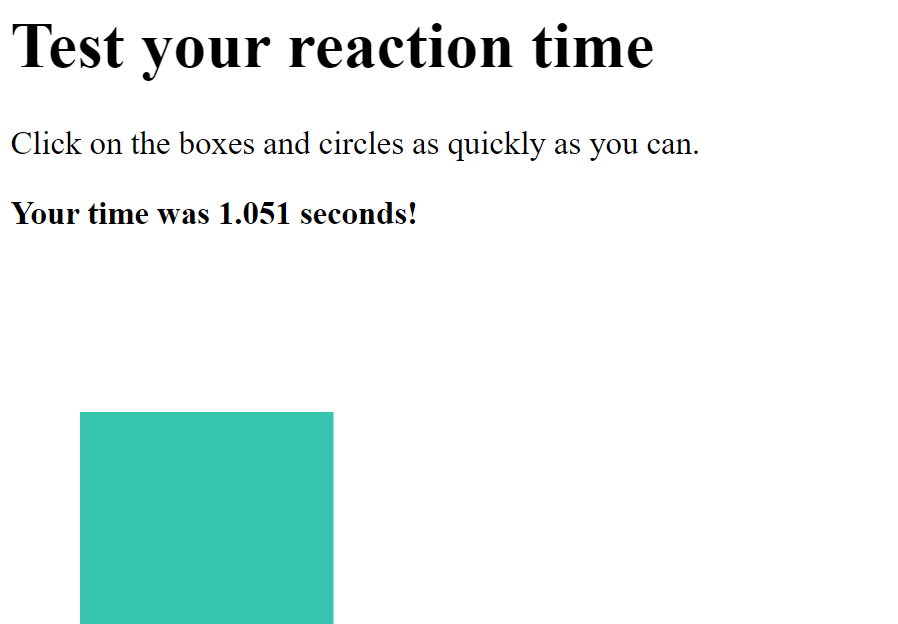 Test your reaction time
Click on the boxes and circles as quickly as you can.
Your time was 1.051 seconds!